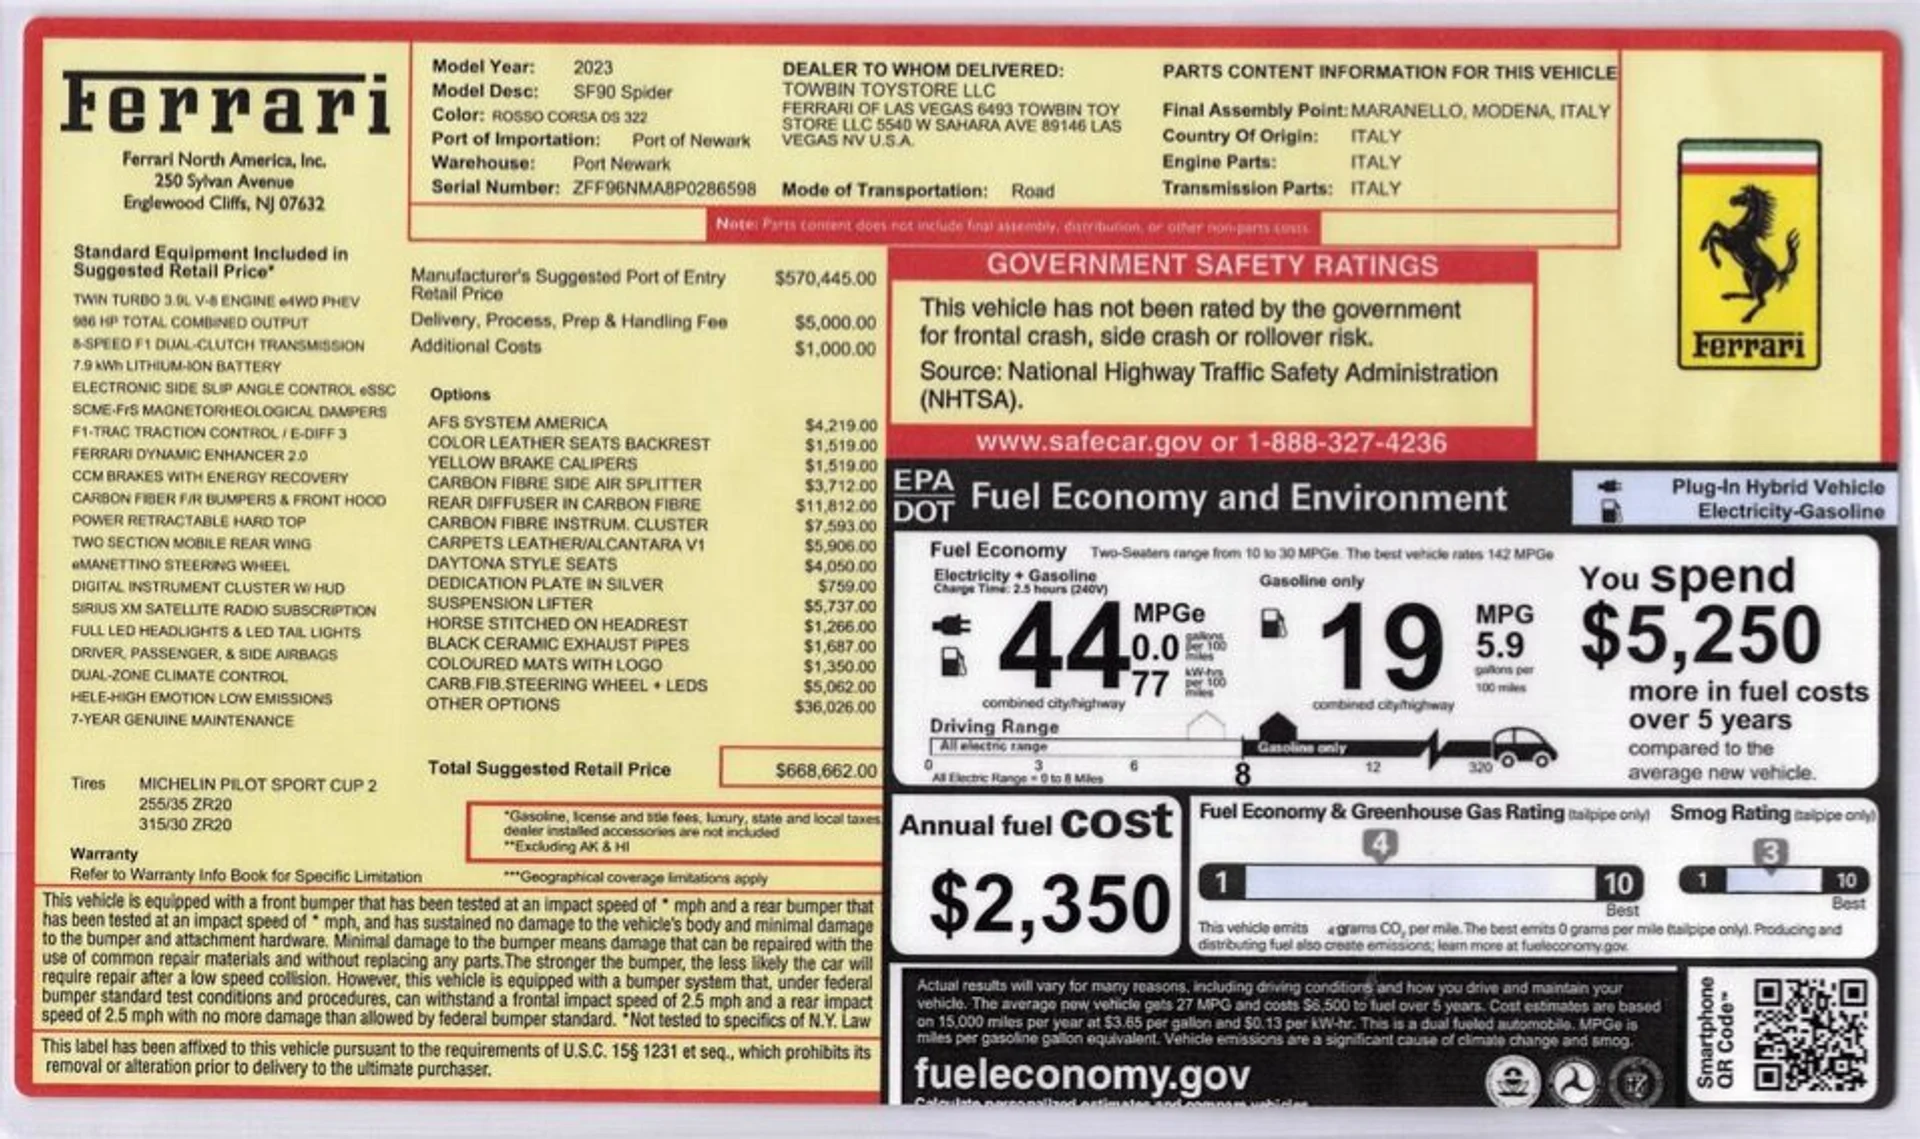 Ferrari
Ferrari North America, Inc.
250 Sylvan Avenue
Englewood Cliffs, NJ 07632
Model Year: 2023
Model Desc: SF90 Spider
Color: ROSSO CORSA DS 322
Port of Importation: Port of Newark
Warehouse: Port Newark
Serial Number: ZFF96NMA8P0286598
DEALER TO WHOM DELIVERED:
TOWBIN TOYSTORE LLC
FERRARI OF LAS VEGAS 6493 TOWBIN TOY
STORE LLC 5540 W SAHARA AVE 89146 LAS
VEGAS NV U.S.A.
Mode of Transportation: Road
PARTS CONTENT INFORMATION FOR THIS VEHICLE
Final Assembly Point: MARANELLO, MODENA, ITALY
Country Of Origin: ITALY
Engine Parts: ITALY
Transmission Parts: ITALY
Note: Parts content does not include final assembly, distribution, or other non-parts costs
Ferrari
Standard Equipment Included in
Suggested Retail Price*
TWIN TURBO 3.9L V-8 ENGINE e4WD PHEV
986 HP TOTAL COMBINED OUTPUT
8-SPEED F1 DUAL-CLUTCH TRANSMISSION
7.9 kWh LITHIUM-ION BATTERY
ELECTRONIC SIDE SLIP ANGLE CONTROL eSSC
SCME-FrS MAGNETORHEOLOGICAL DAMPERS
F1-TRAC TRACTION CONTROL / E-DIFF 3
FERRARI DYNAMIC ENHANCER 2.0
CCM BRAKES WITH ENERGY RECOVERY
CARBON FIBER F/R BUMPERS & FRONT HOOD
POWER RETRACTABLE HARD TOP
TWO SECTION MOBILE REAR WING
eMANETTINO STEERING WHEEL
DIGITAL INSTRUMENT CLUSTER W/ HUD
SIRIUS XM SATELLITE RADIO SUBSCRIPTION
FULL LED HEADLIGHTS & LED TAIL LIGHTS
DRIVER, PASSENGER, & SIDE AIRBAGS
DUAL-ZONE CLIMATE CONTROL
HELE-HIGH EMOTION LOW EMISSIONS
7-YEAR GENUINE MAINTENANCE
Tires MICHELIN PILOT SPORT CUP 2
255/35 ZR20
315/30 ZR20
Warranty
Refer to Warranty Info Book for Specific Limitation
Manufacturer's Suggested Port of Entry
Retail Price $570,445.00
Delivery, Process, Prep & Handling Fee $5,000.00
Additional Costs $1,000.00
Options
AFS SYSTEM AMERICA $4,219.00
COLOR LEATHER SEATS BACKREST $1,519.00
YELLOW BRAKE CALIPERS $1,519.00
CARBON FIBRE SIDE AIR SPLITTER $3,712.00
REAR DIFFUSER IN CARBON FIBRE $11,812.00
CARBON FIBRE INSTRUM. CLUSTER $7,593.00
CARPETS LEATHER/ALCANTARA V1 $5,906.00
DAYTONA STYLE SEATS $4,050.00
DEDICATION PLATE IN SILVER $759.00
SUSPENSION LIFTER $5,737.00
HORSE STITCHED ON HEADREST $1,266.00
BLACK CERAMIC EXHAUST PIPES $1,687.00
COLOURED MATS WITH LOGO $1,350.00
CARB.FIB.STEERING WHEEL + LEDS $5,062.00
OTHER OPTIONS $36,026.00
Total Suggested Retail Price $668,662.00
*Gasoline, license and title fees, luxury, state and local taxes,
dealer installed accessories are not included
**Excluding AK & HI
***Geographical coverage limitations apply
This vehicle is equipped with a front bumper that has been tested at an impact speed of * mph and a rear bumper that
has been tested at an impact speed of * mph, and has sustained no damage to the vehicle's body and minimal damage
to the bumper and attachment hardware. Minimal damage to the bumper means damage that can be repaired with the
use of common repair materials and without replacing any parts.The stronger the bumper, the less likely the car will
require repair after a low speed collision. However, this vehicle is equipped with a bumper system that, under federal
bumper standard test conditions and procedures, can withstand a frontal impact speed of 2.5 mph and a rear impact
speed of 2.5 mph with no more damage than allowed by federal bumper standard. *Not tested to specifics of N.Y. Law
This label has been affixed to this vehicle pursuant to the requirements of U.S.C. 15§ 1231 et seq., which prohibits its
removal or alteration prior to delivery to the ultimate purchaser.
GOVERNMENT SAFETY RATINGS
This vehicle has not been rated by the government
for frontal crash, side crash or rollover risk.
Source: National Highway Traffic Safety Administration
(NHTSA).
www.safecar.gov or 1-888-327-4236
EPA
DOT
Fuel Economy and Environment
Plug-In Hybrid Vehicle
Electricity-Gasoline
Fuel Economy Two-Seaters range from 10 to 30 MPGe. The best vehicle rates 142 MPGe
Electricity + Gasoline
Charge Time: 2.5 hours (240V)
44 MPGe
0.0 gallons per 100 miles
77 kW-hrs per 100 miles
combined city/highway
Gasoline only
19 MPG
5.9 gallons per 100 miles
combined city/highway
You spend
$5,250
more in fuel costs
over 5 years
compared to the
average new vehicle.
Driving Range
All electric range Gasoline only
0 3 6 8 12 320
All Electric Range = 0 to 8 Miles
Annual fuel cost
$2,350
Fuel Economy & Greenhouse Gas Rating (tailpipe only)
4
1 10
Best
Smog Rating (tailpipe only)
3
1 10
Best
This vehicle emits grams CO2 per mile. The best emits 0 grams per mile (tailpipe only). Producing and
distributing fuel also create emissions; learn more at fueleconomy.gov.
Actual results will vary for many reasons, including driving conditions and how you drive and maintain your
vehicle. The average new vehicle gets 27 MPG and costs $6,500 to fuel over 5 years. Cost estimates are based
on 15,000 miles per year at $3.65 per gallon and $0.13 per kW-hr. This is a dual fueled automobile. MPGe is
miles per gasoline gallon equivalent. Vehicle emissions are a significant cause of climate change and smog.
fueleconomy.gov
Calculate personalized estimates and compare vehicles
Smartphone
QR Code™